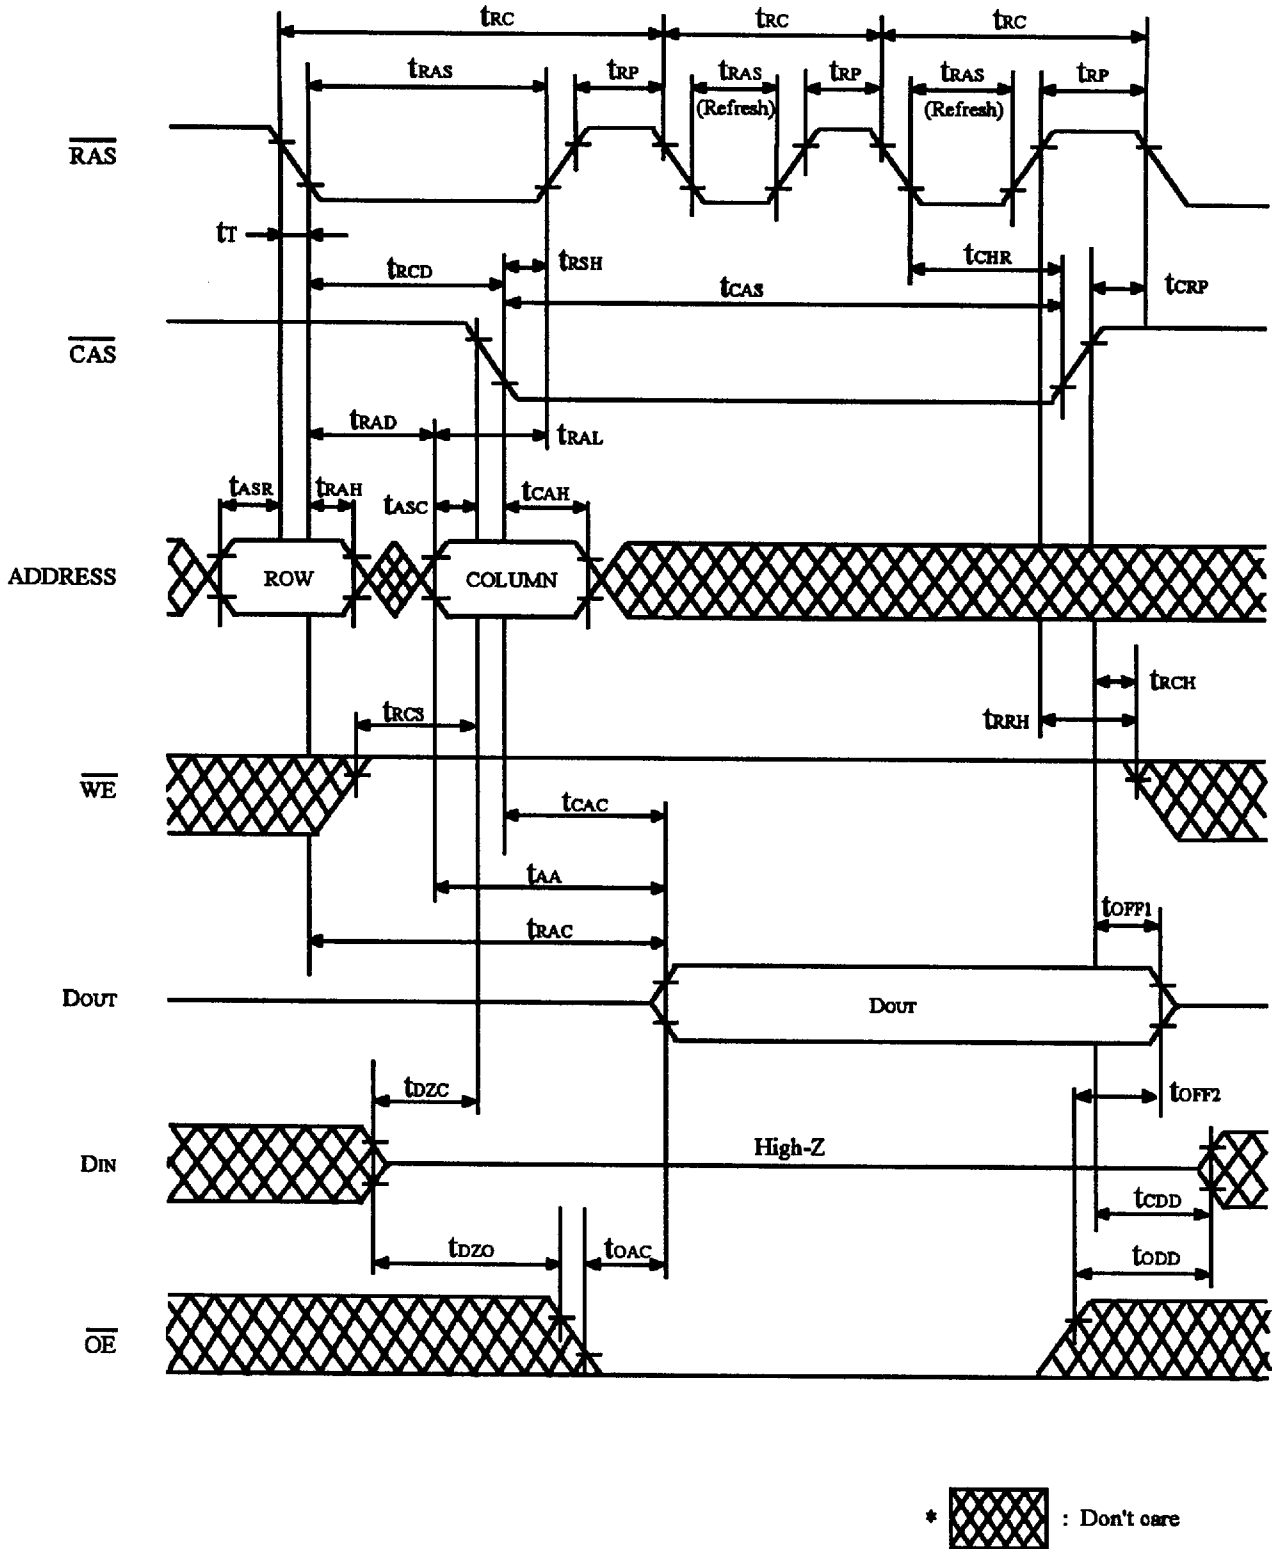 tRC tRC tRC
tRAS tRP tRAS tRP tRAS tRP
(Refresh) (Refresh)
RAS
tT
tRCD tRSH tCHR
tCAS tCRP
CAS
tRAD tRAL
tASR tRAH tASC tCAH
ADDRESS ROW COLUMN
tRCH
tRCS tRRH
WE
tCAC
tAA
tRAC tOFF1
DOUT DOUT
tDZC tOFF2
DIN High-Z
tCDD
tDZO tOAC tODD
OE
* : Don't care